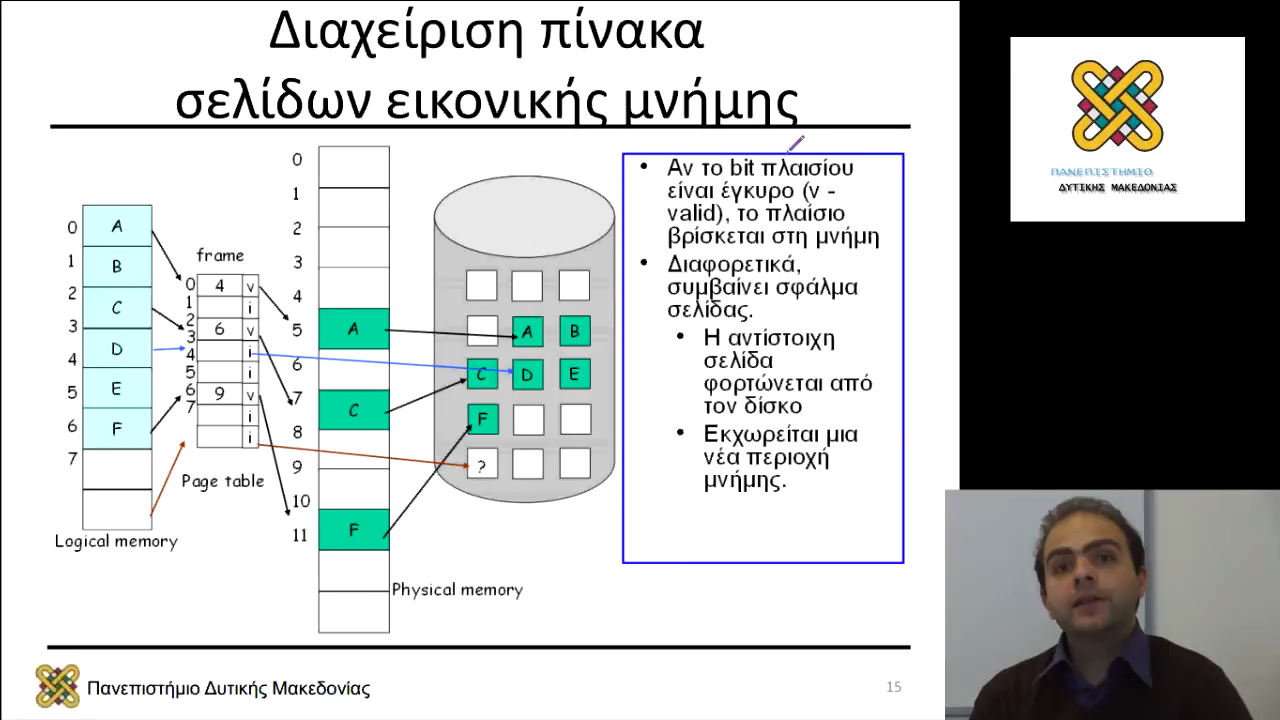 Διαχείριση πίνακα
σελίδων εικονικής μνήμης
0
A
1
B
2
C
3
D
4
E
5
F
6
7
Logical memory
frame
0
4
v
1
i
2
6
v
3
i
4
i
5
9
v
6
i
7
i
Page table
0
1
2
3
4
5
A
6
7
C
8
9
10
11
F
Physical memory
A
B
C
D
E
F
?
• Αν το bit πλαισίου
είναι έγκυρο (v -
valid), το πλαίσιο
βρίσκεται στη μνήμη
• Διαφορετικά,
συμβαίνει σφάλμα
σελίδας.
• Η αντίστοιχη
σελίδα
φορτώνεται από
τον δίσκο
• Εκχωρείται μια
νέα περιοχή
μνήμης.
Πανεπιστήμιο Δυτικής Μακεδονίας
15
ΠΑΝΕΠΙΣΤΗΜΙΟ
ΔΥΤΙΚΗΣ ΜΑΚΕΔΟΝΙΑΣ